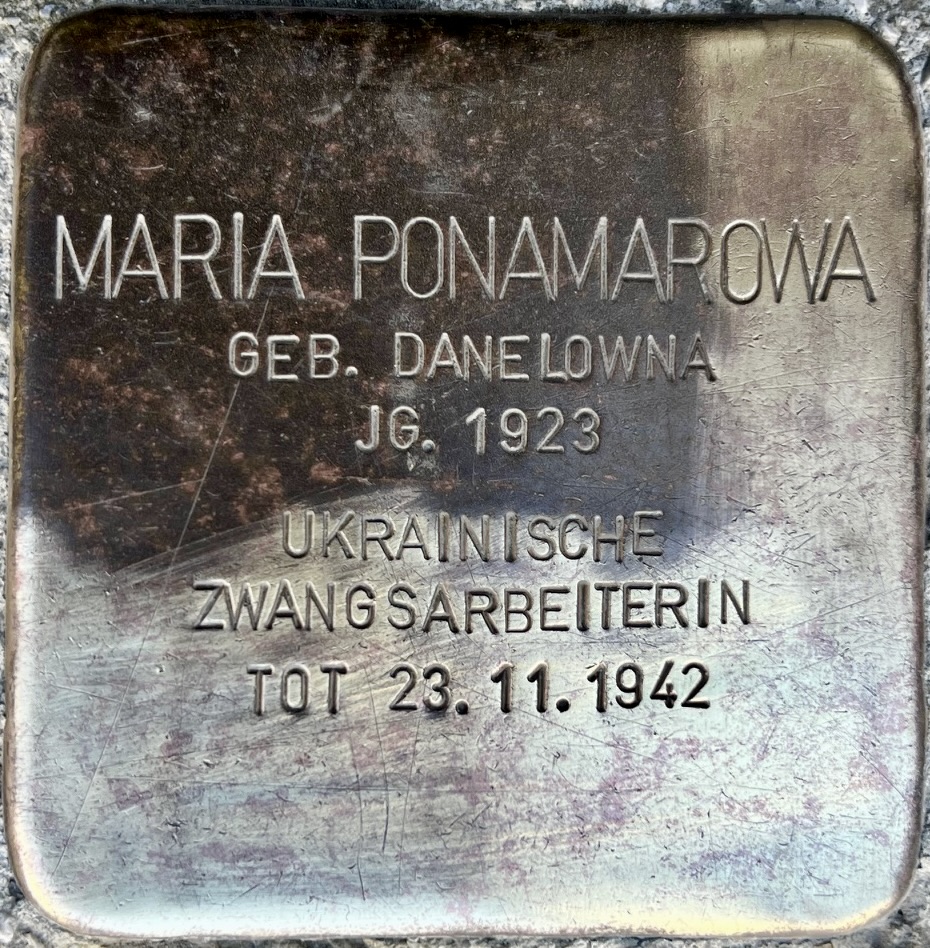 MARIA PONAMAROWA
GEB. DANELOWNA
JG. 1923
UKRAINISCHE
ZWANGSARBEITERIN
TOT 23.11.1942